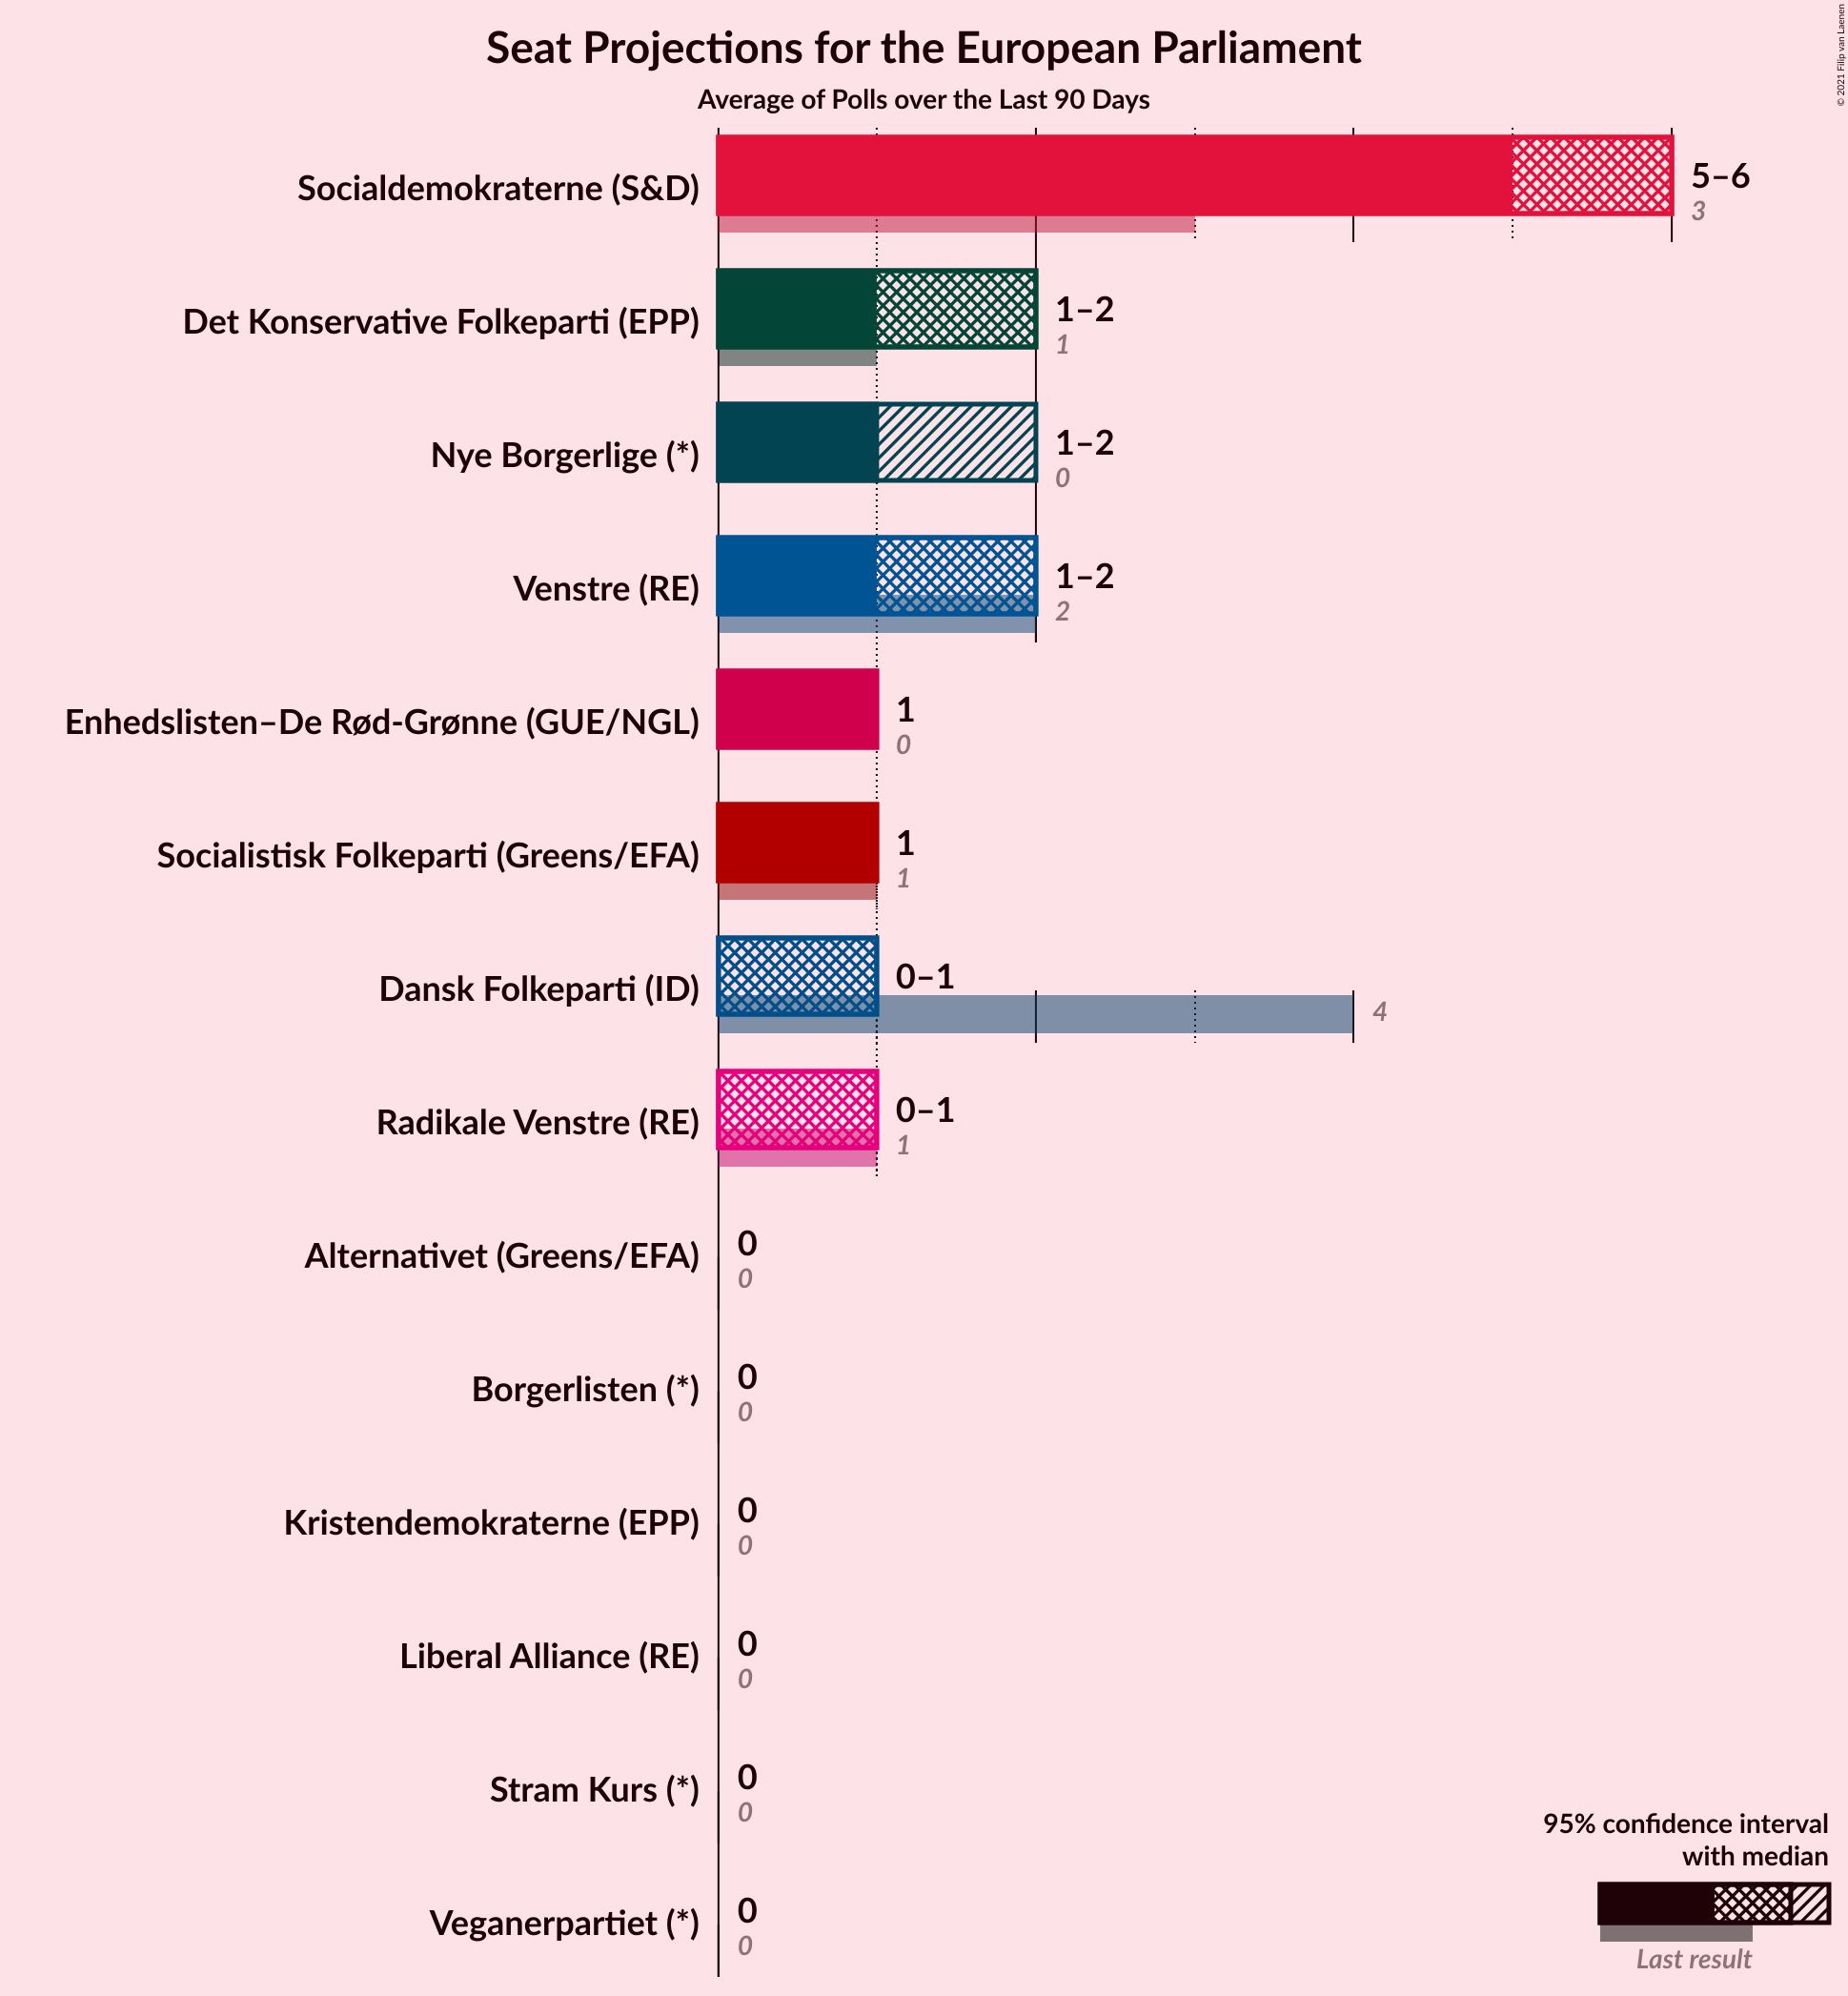 Seat Projections for the European Parliament
Average of Polls over the Last 90 Days
© 2021 Filip van Laenen
Socialdemokraterne (S&D)
5–6
3
Det Konservative Folkeparti (EPP)
1–2
1
Nye Borgerlige (*)
1–2
0
Venstre (RE)
1–2
2
Enhedslisten–De Rød-Grønne (GUE/NGL)
1
0
Socialistisk Folkeparti (Greens/EFA)
1
1
Dansk Folkeparti (ID)
0–1
4
Radikale Venstre (RE)
0–1
1
Alternativet (Greens/EFA)
0
0
Borgerlisten (*)
0
0
Kristendemokraterne (EPP)
0
0
Liberal Alliance (RE)
0
0
Stram Kurs (*)
0
0
Veganerpartiet (*)
0
0
95% confidence interval
with median
Last result